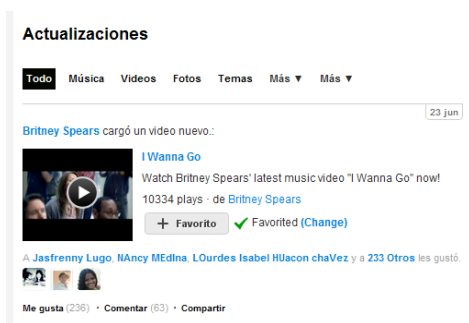 Actualizaciones
Todo Música Videos Fotos Temas Más ▼ Más ▼
23 jun
Britney Spears cargó un video nuevo.:
I Wanna Go
Watch Britney Spears' latest music video "I Wanna Go" now!
10334 plays · de Britney Spears
+ Favorito ✔ Favorited (Change)
A Jasfrenny Lugo, NAncy MEdIna, LOurdes Isabel HUacon chaVez y a 233 Otros les gustó.
Me gusta (236) · Comentar (63) · Compartir